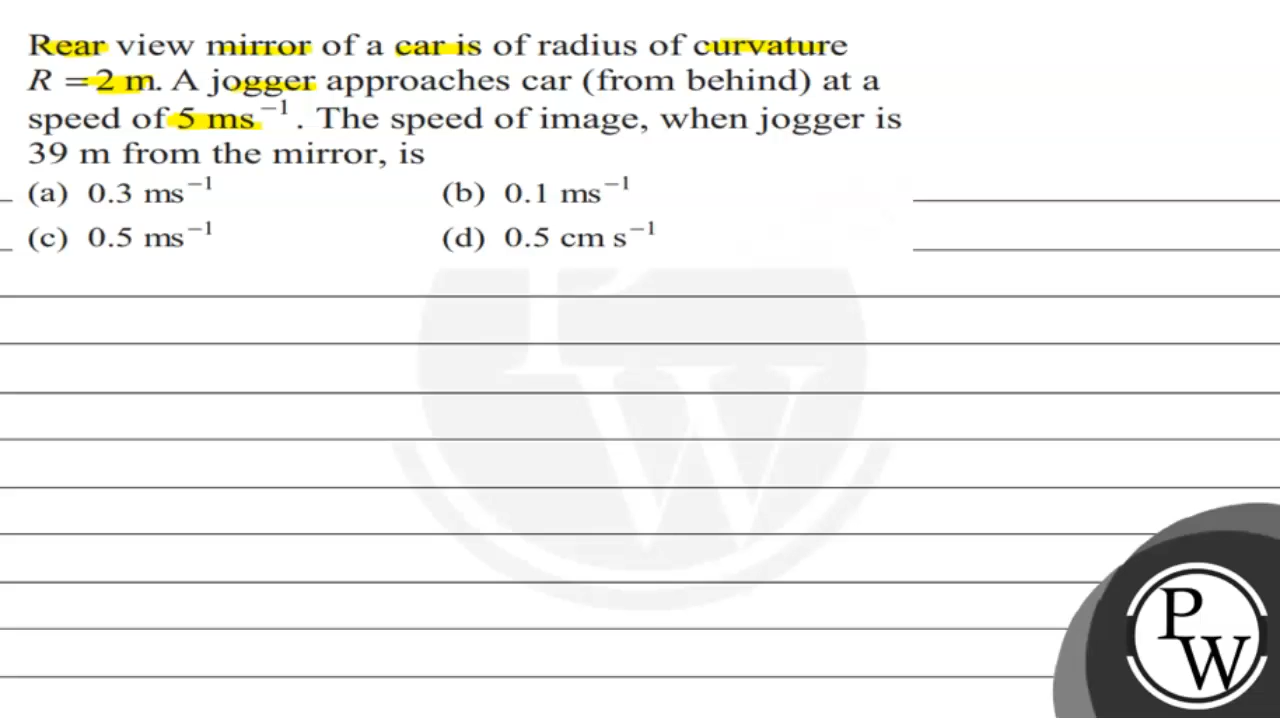 Rear view mirror of a car is of radius of curvature
R = 2 m. A jogger approaches car (from behind) at a
speed of 5 ms⁻¹. The speed of image, when jogger is
39 m from the mirror, is
(a) 0.3 ms⁻¹ (b) 0.1 ms⁻¹
(c) 0.5 ms⁻¹ (d) 0.5 cm s⁻¹
W
P
W